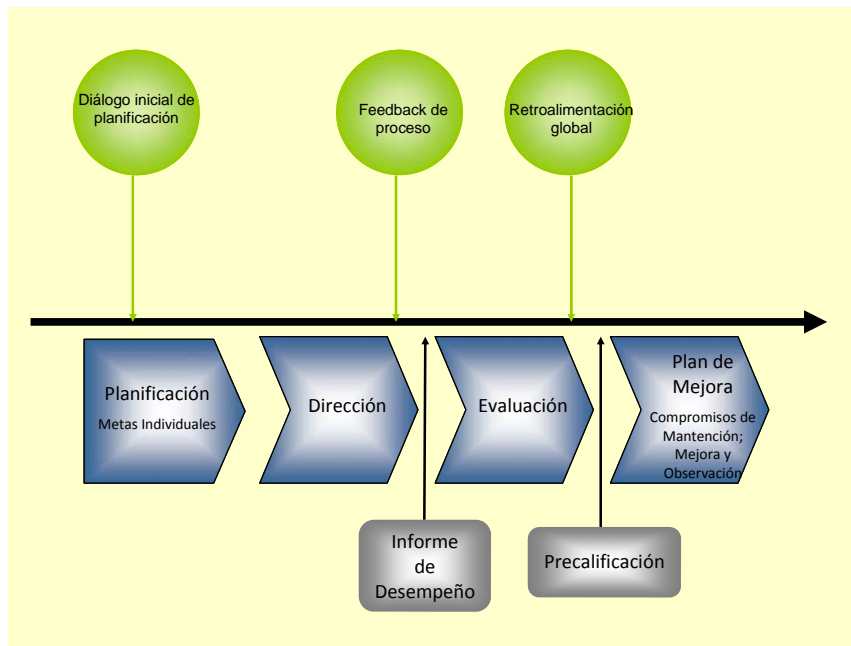 Diálogo inicial de
planificación
Feedback de
proceso
Retroalimentación
global
Planificación
Metas Individuales
Dirección
Evaluación
Plan de
Mejora
Compromisos de
Mantención;
Mejora y
Observación
Informe
de
Desempeño
Precalificación